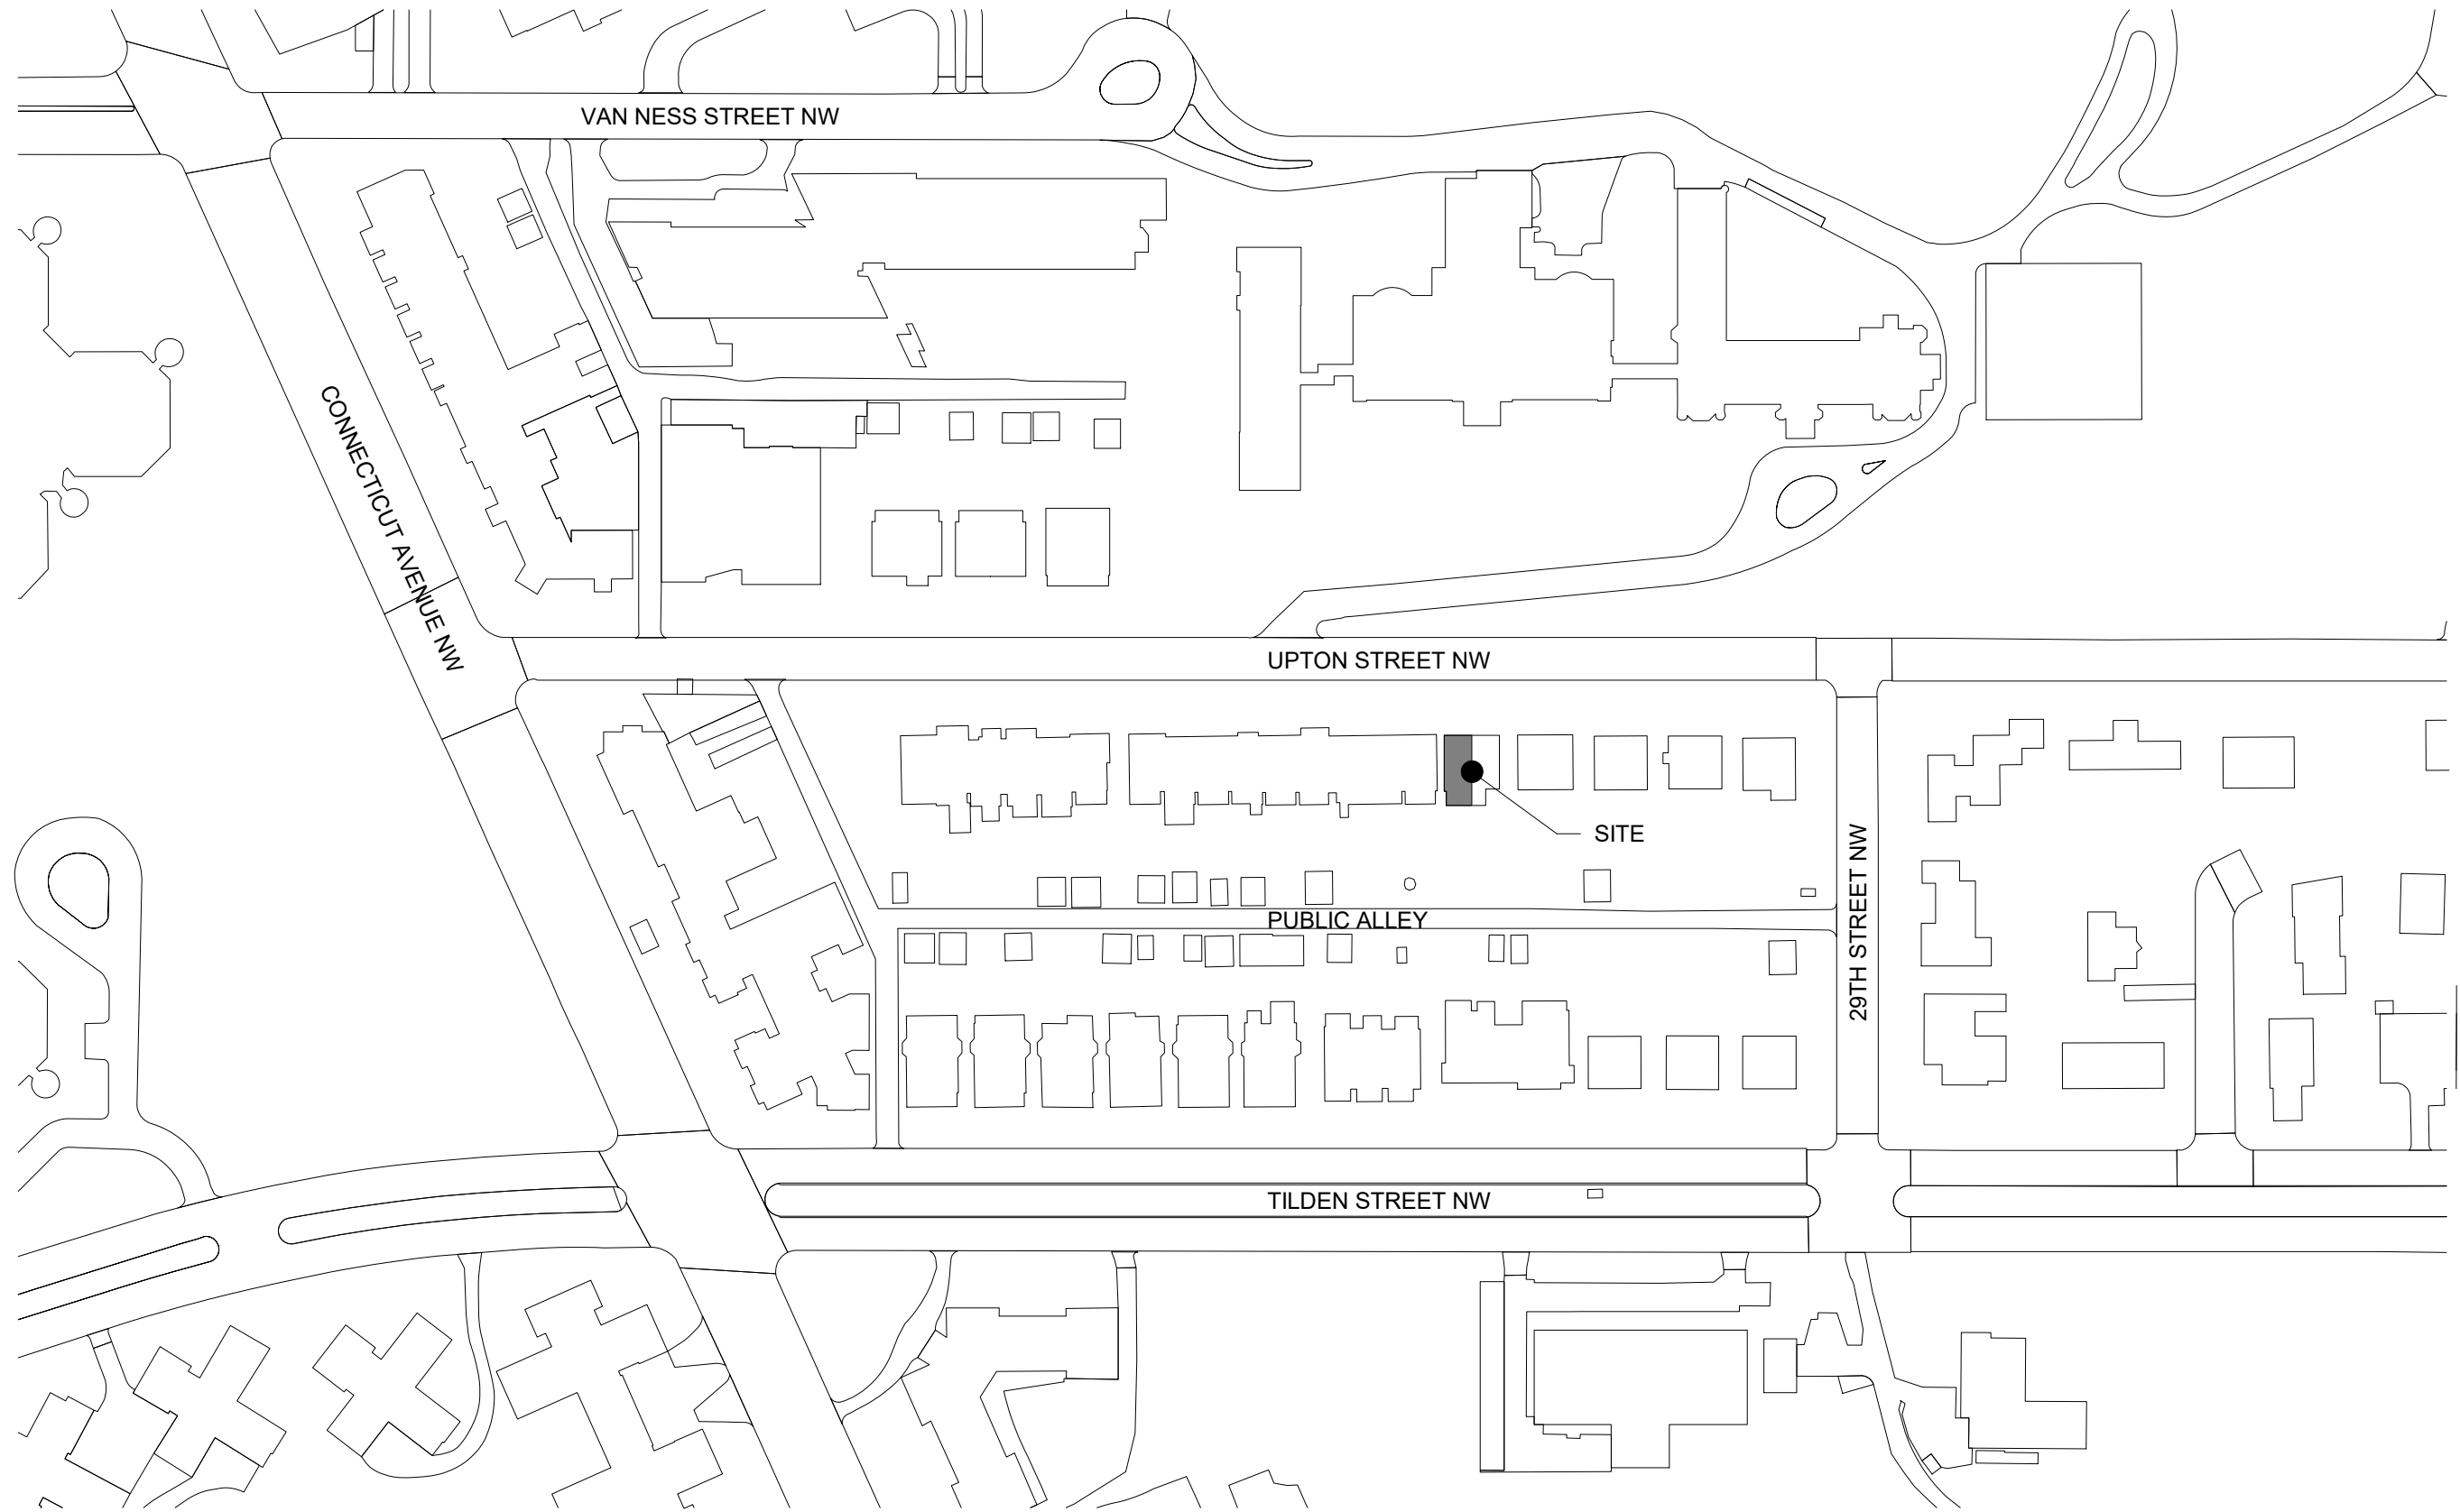 VAN NESS STREET NW
CONNECTICUT AVENUE NW
UPTON STREET NW
SITE
PUBLIC ALLEY
29TH STREET NW
TILDEN STREET NW